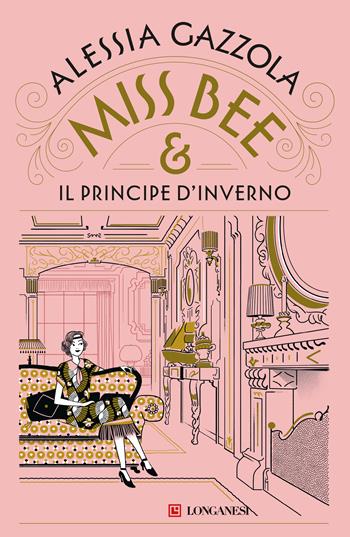 ALESSIA GAZZOLA
MISS BEE
&
IL PRINCIPE D'INVERNO
L LONGANESI